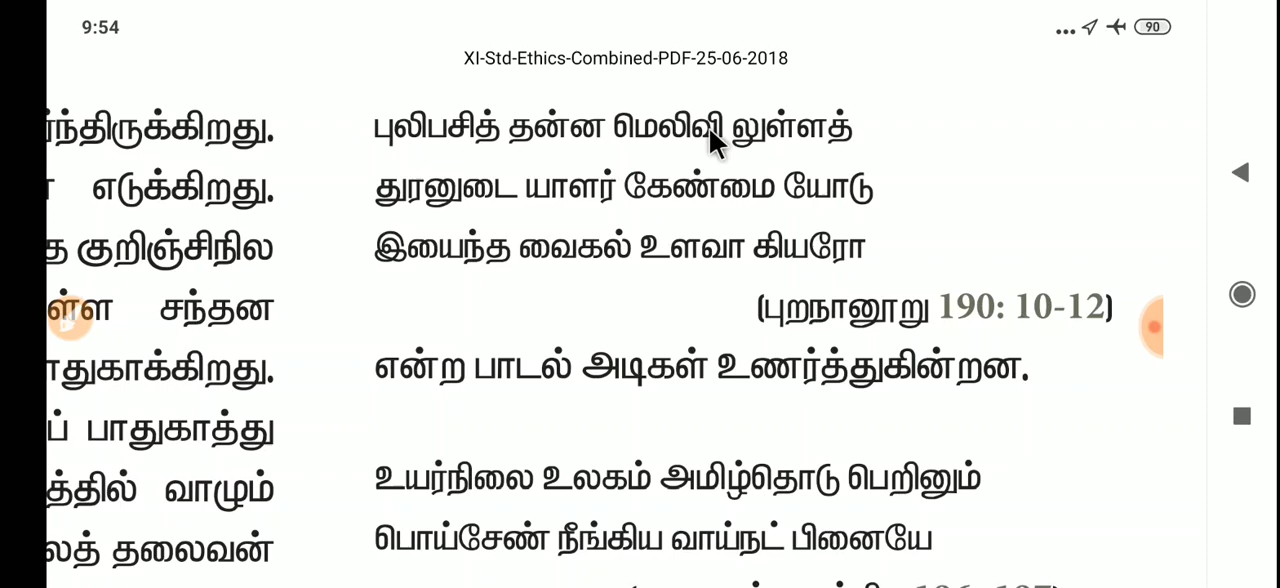 9:54
90
XI-Std-Ethics-Combined-PDF-25-06-2018
ர்ந்திருக்கிறது.
எடுக்கிறது.
குறிஞ்சிநில
சந்தன
பாதுகாத்து
வாழும்
தலைவன்
புலிபசித் தன்ன மெலிவி லுள்ளத்
துரனுடை யாளர் கேண்மை யோடு
இயைந்த வைகல் உளவா கியரோ
(புறநானூறு 190: 10-12)
என்ற பாடல் அடிகள் உணர்த்துகின்றன.
உயர்நிலை உலகம் அமிழ்தொடு பெறினும்
பொய்சேண் நீங்கிய வாய்நட் பினையே